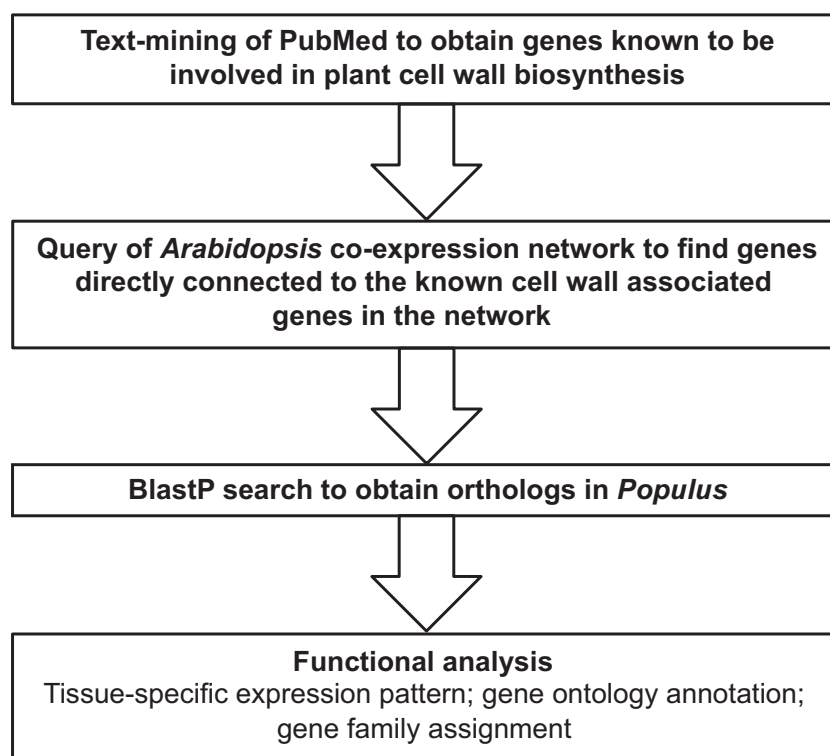 Text-mining of PubMed to obtain genes known to be
involved in plant cell wall biosynthesis
Query of Arabidopsis co-expression network to find genes
directly connected to the known cell wall associated
genes in the network
BlastP search to obtain orthologs in Populus
Functional analysis
Tissue-specific expression pattern; gene ontology annotation;
gene family assignment